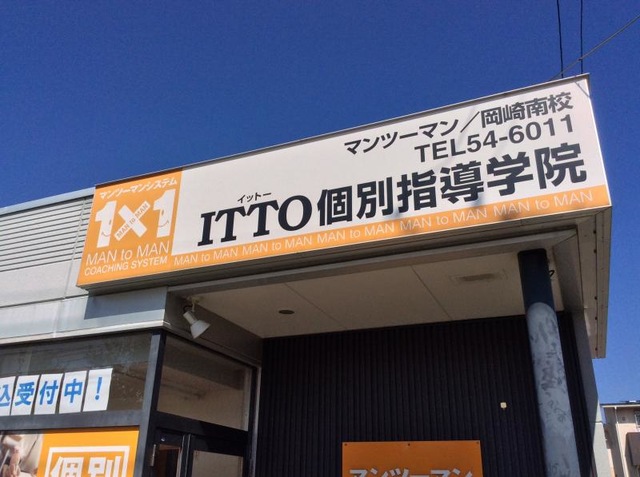 マンツーマン／岡崎南校
TEL54-6011
マンツーマンシステム
1×1
MAN to MAN
MAN to MAN
COACHING SYSTEM
イットー
ITTO個別指導学院
MAN to MAN MAN to MAN MAN to MAN MAN to MAN MAN to MAN MAN to MAN
込受付中！
個別
マンツーマン